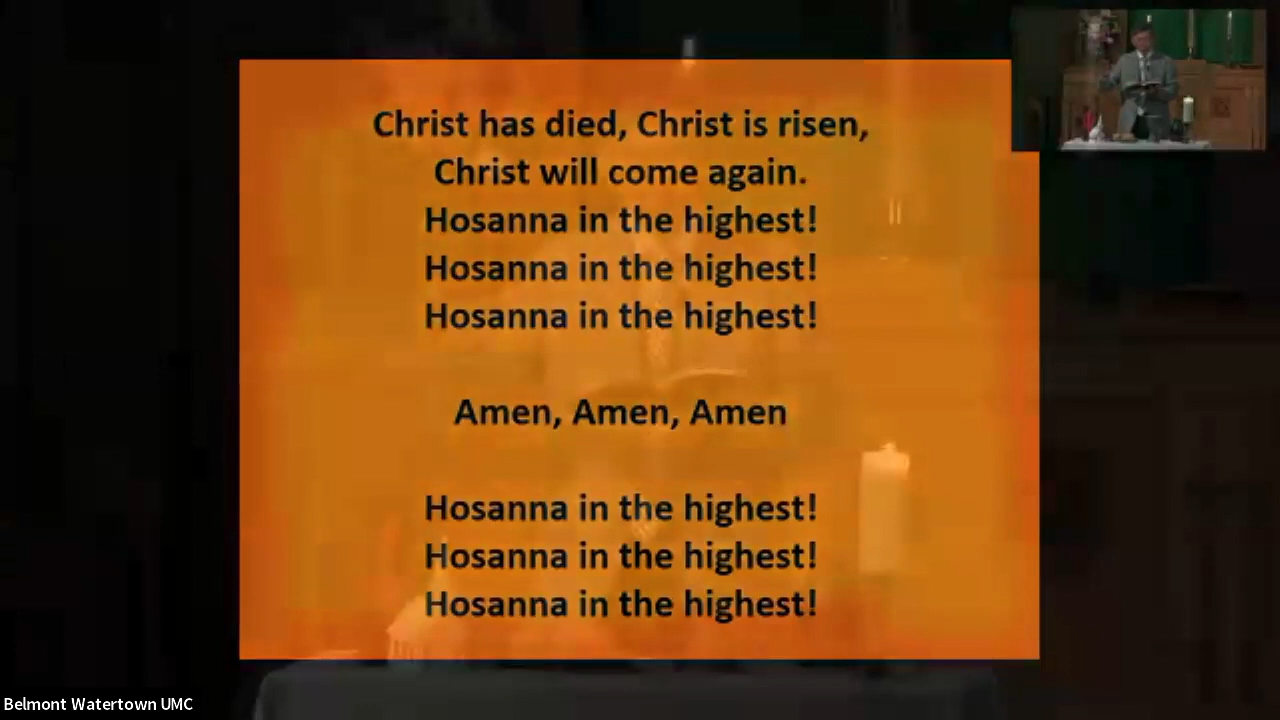 Christ has died, Christ is risen,
Christ will come again.
Hosanna in the highest!
Hosanna in the highest!
Hosanna in the highest!
Amen, Amen, Amen
Hosanna in the highest!
Hosanna in the highest!
Hosanna in the highest!
Belmont Watertown UMC